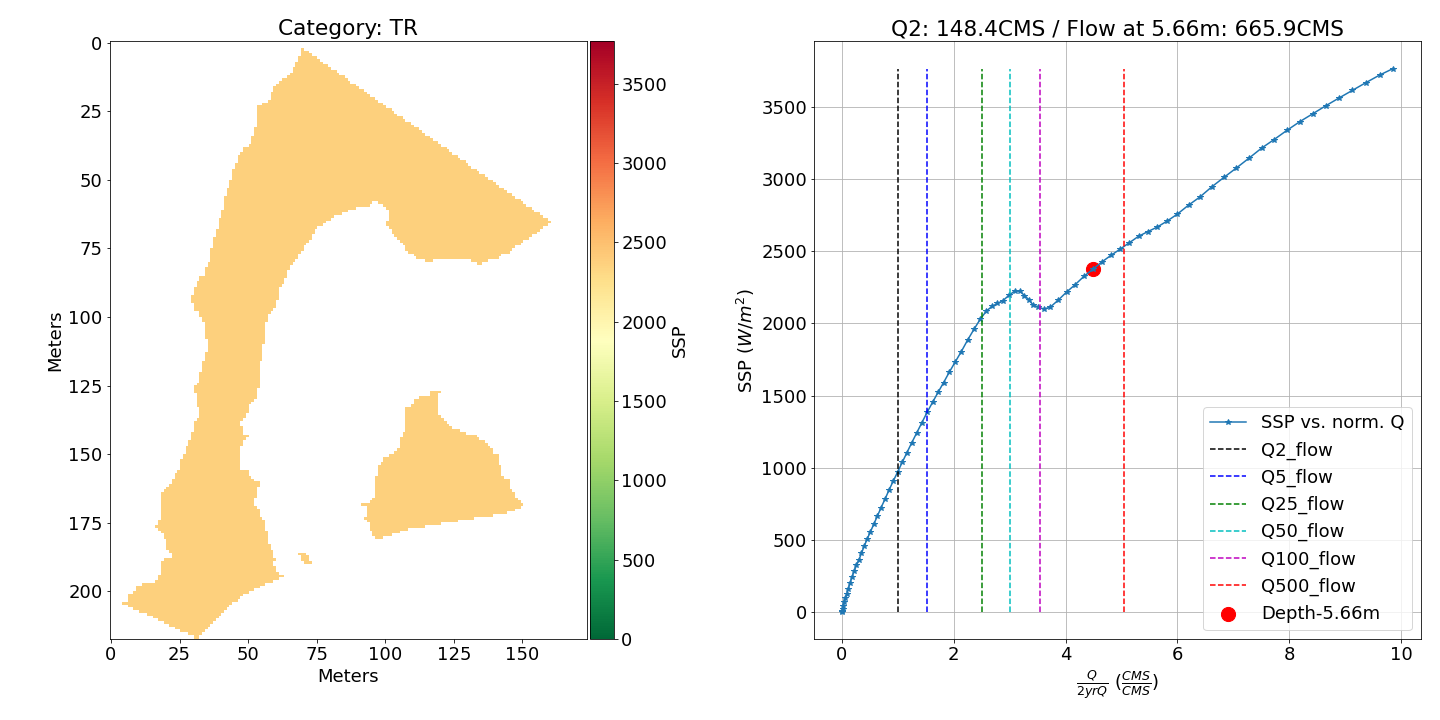 Category: TR
0
25
50
75
100
125
150
175
200
Meters
0
25
50
75
100
125
150
Meters
3500
3000
2500
2000
1500
1000
500
0
SSP
Q2: 148.4CMS / Flow at 5.66m: 665.9CMS
3500
3000
2500
2000
1500
1000
500
0
SSP (W/m²)
0
2
4
6
8
10
Q/2yrQ (CMS/CMS)
SSP vs. norm. Q
Q2_flow
Q5_flow
Q25_flow
Q50_flow
Q100_flow
Q500_flow
Depth-5.66m